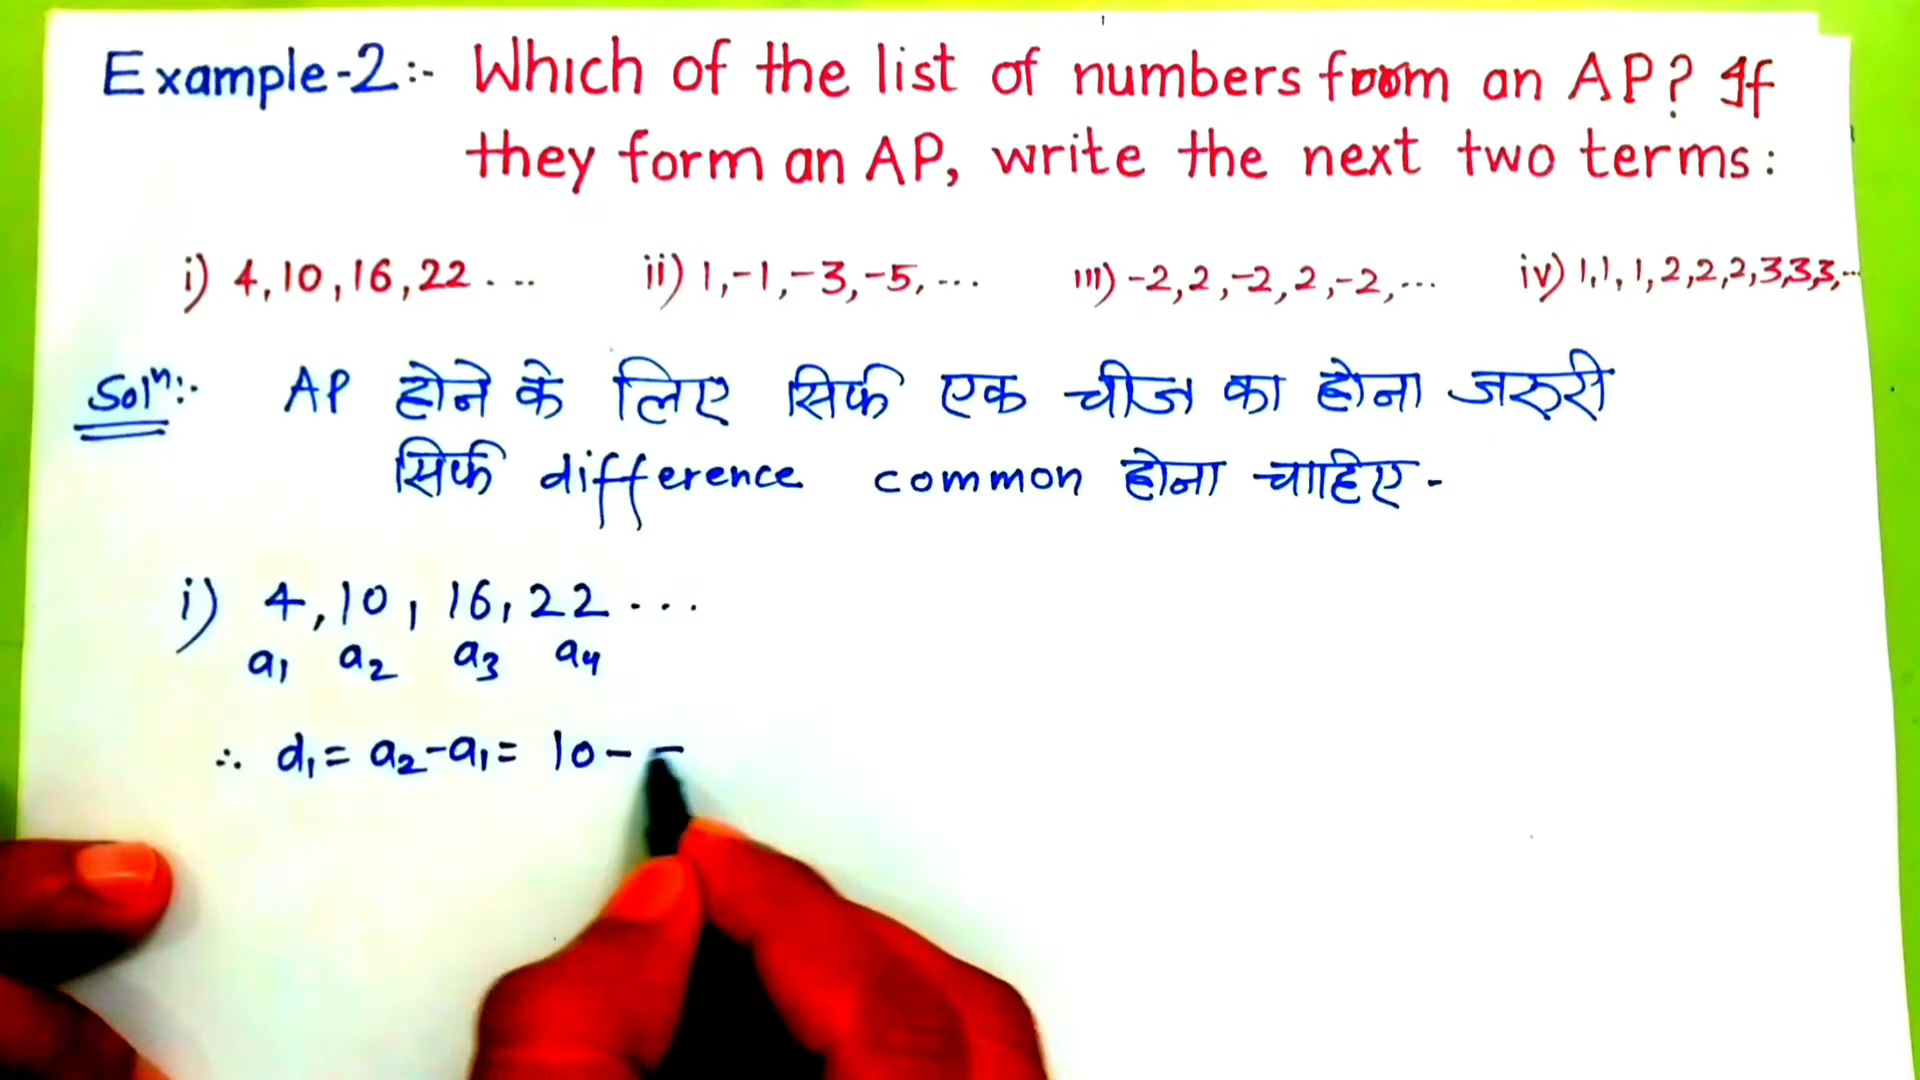 Example-2:- Which of the list of numbers from an AP? If
they form an AP, write the next two terms:
i) 4,10,16,22 ... ii) 1,-1,-3,-5,... iii) -2,2,-2,2,-2,... iv) 1,1,1,2,2,2,3,3,3,...
Solⁿ:- AP होने के लिए सिर्फ एक चीज का होना जरुरी
सिर्फ difference common होना चाहिए -
i) 4,10, 16,22 ...
a₁ a₂ a₃ a₄
∴ d₁ = a₂-a₁ = 10 -